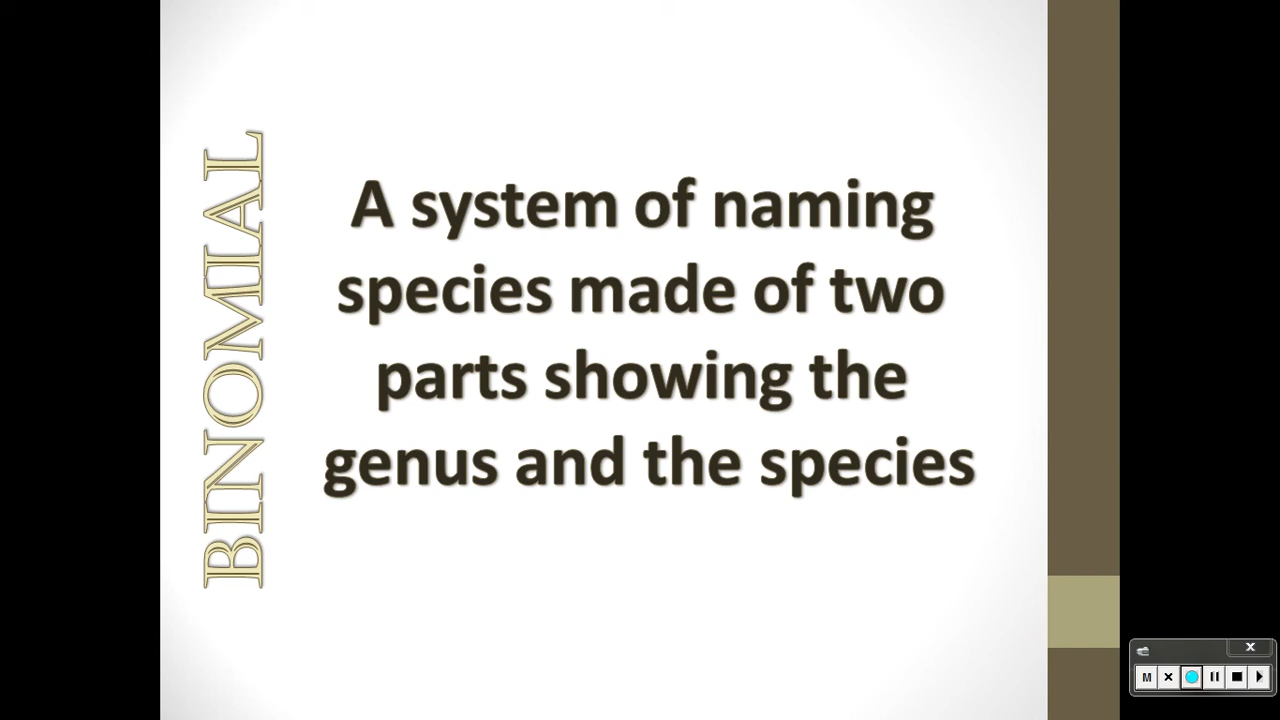 BINOMIAL
A system of naming
species made of two
parts showing the
genus and the species
M